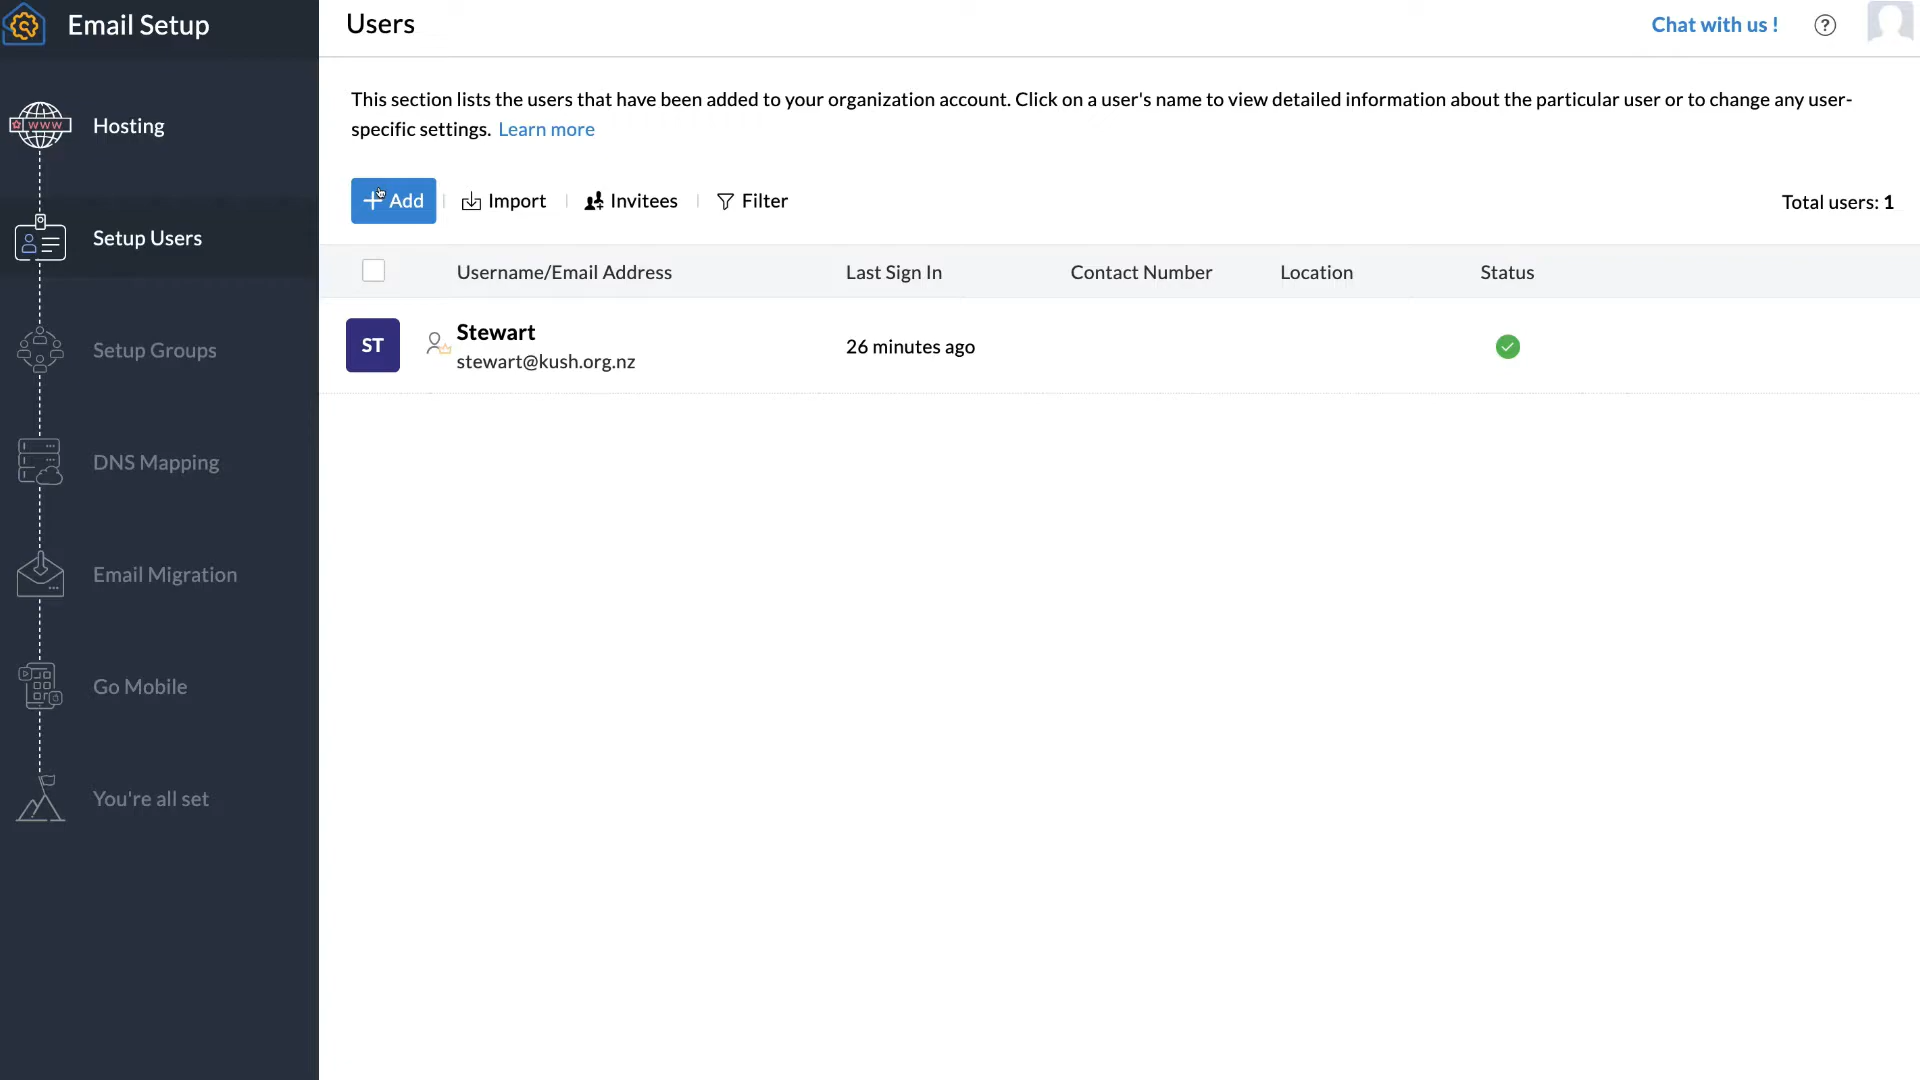 Email Setup
Users
Chat with us !
?
This section lists the users that have been added to your organization account. Click on a user's name to view detailed information about the particular user or to change any user-
specific settings. Learn more
WWW
Hosting
Add
Import
Invitees
Filter
Total users: 1
Setup Users
Username/Email Address
Last Sign In
Contact Number
Location
Status
ST
Stewart
stewart@kush.org.nz
26 minutes ago
Setup Groups
DNS Mapping
Email Migration
Go Mobile
You're all set